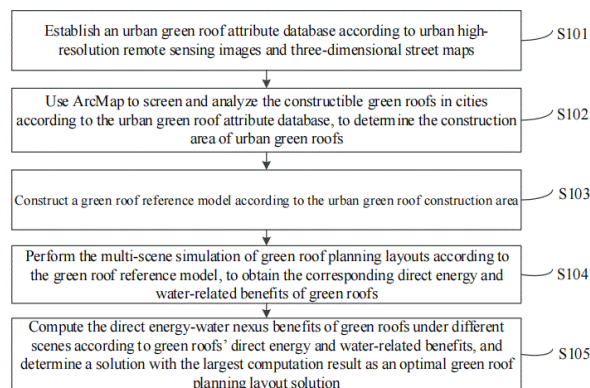 Establish an urban green roof attribute database according to urban high-
resolution remote sensing images and three-dimensional street maps
S101
Use ArcMap to screen and analyze the constructible green roofs in cities
according to the urban green roof attribute database, to determine the construction
area of urban green roofs
S102
Construct a green roof reference model according to the urban green roof construction area
S103
Perform the multi-scene simulation of green roof planning layouts according to
the green roof reference model, to obtain the corresponding direct energy and
water-related benefits of green roofs
S104
Compute the direct energy-water nexus benefits of green roofs under different
scenes according to green roofs' direct energy and water-related benefits, and
determine a solution with the largest computation result as an optimal green roof
planning layout solution
S105